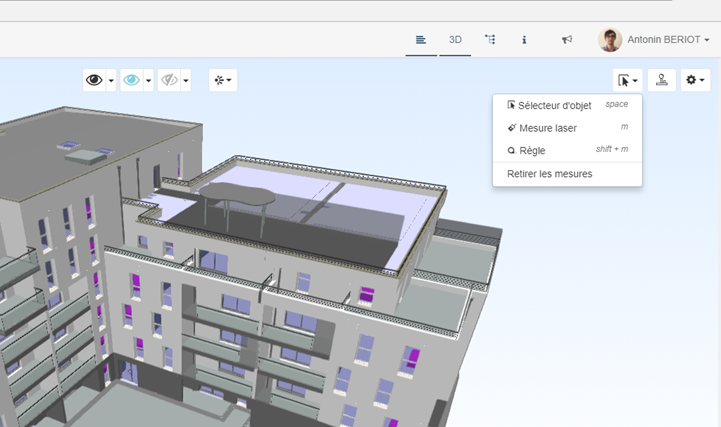 3D
i
Antonin BERIOT
Sélecteur d'objet space
Mesure laser m
Règle shift + m
Retirer les mesures